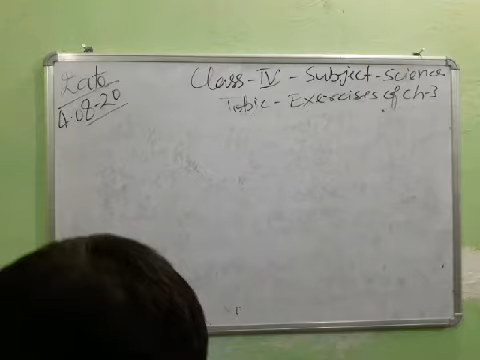 Date
4.08.20
Class-IV - Subject-Science
Topic - Exercises of Ch-3